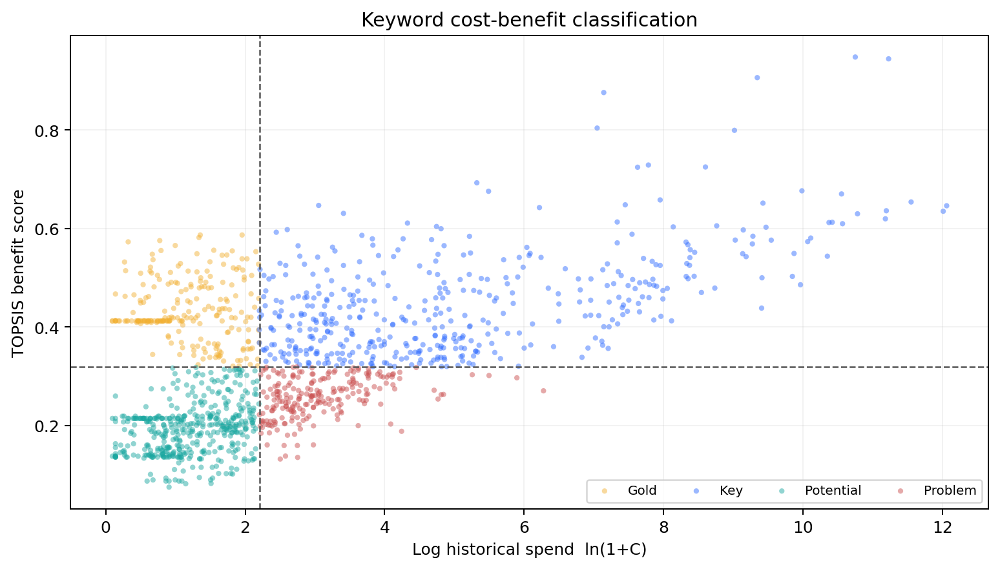 Keyword cost-benefit classification
TOPSIS benefit score
0.8
0.6
0.4
0.2
Gold Key Potential Problem
0 2 4 6 8 10 12
Log historical spend ln(1+C)